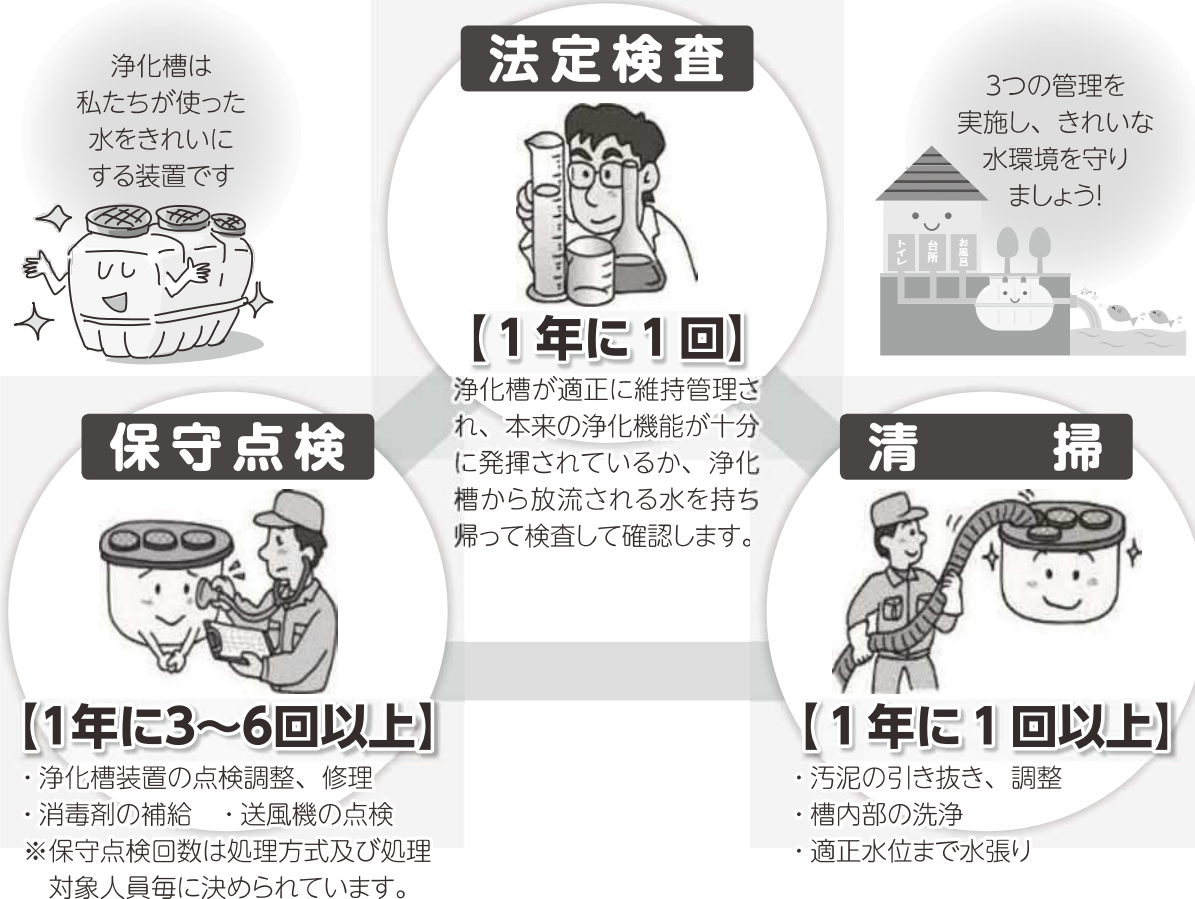 浄化槽は
私たちが使った
水をきれいに
する装置です
法定検査
【１年に１回】
浄化槽が適正に維持管理さ
れ、本来の浄化機能が十分
に発揮されているか、浄化
槽から放流される水を持ち
帰って検査して確認します。
3つの管理を
実施し、きれいな
水環境を守り
ましょう!
トイレ
台所
お風呂
保守点検
【1年に3～6回以上】
・浄化槽装置の点検調整、修理
・消毒剤の補給　・送風機の点検
※保守点検回数は処理方式及び処理
対象人員毎に決められています。
清　掃
【１年に１回以上】
・汚泥の引き抜き、調整
・槽内部の洗浄
・適正水位まで水張り